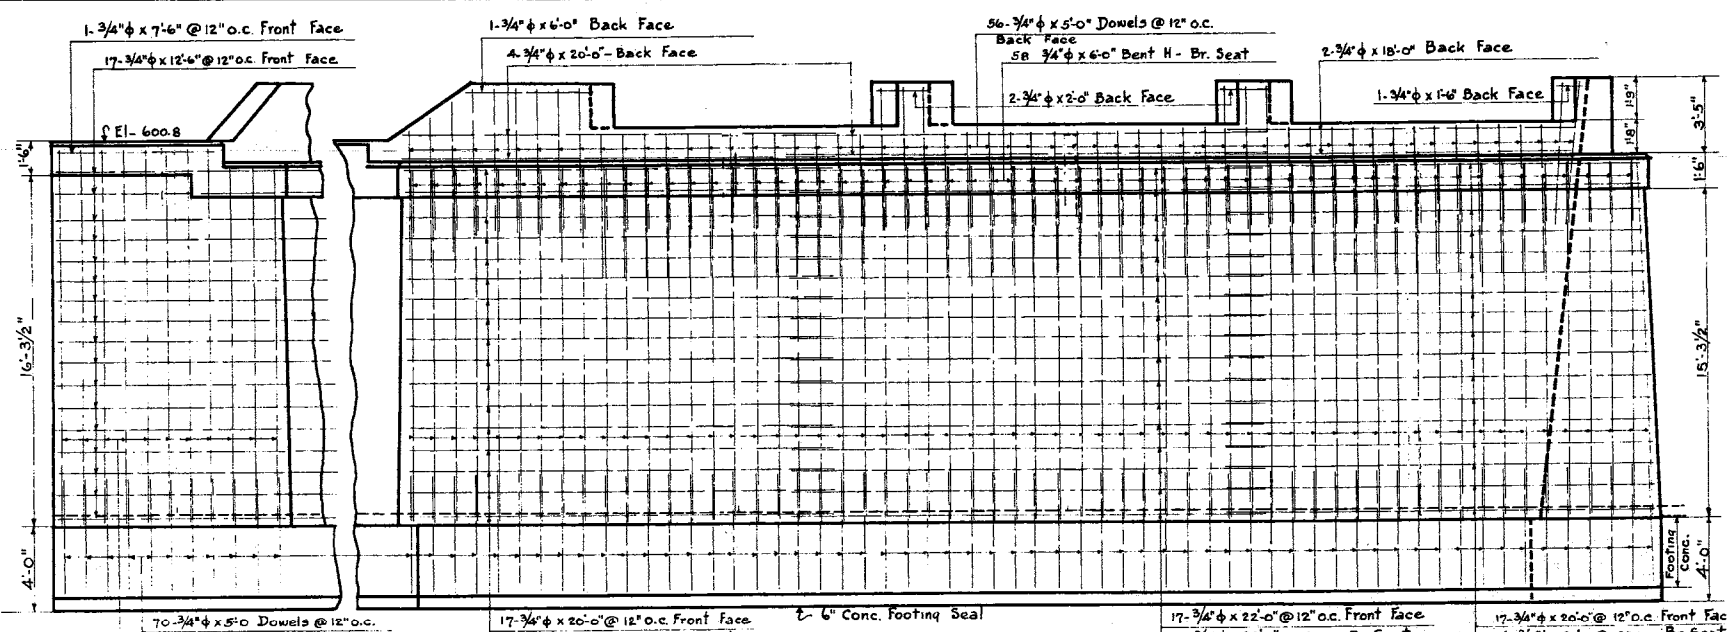 1-3/4"ϕ x 7'-6" @ 12" o.c. Front Face
17-3/4"ϕ x 12'-6" @ 12" o.c. Front Face
1-3/4"ϕ x 6'-0" Back Face
4-3/4"ϕ x 20'-0" - Back Face
56-3/4"ϕ x 5'-0" Dowels @ 12" o.c.
Back Face
58 3/4"ϕ x 6'-0" Bent H - Br. Seat
2-3/4"ϕ x 18'-0" Back Face
2-3/4"ϕ x 2'-0" Back Face
1-3/4"ϕ x 1'-6" Back Face
El- 600.8
1'-6"
16'-3 1/2"
4'-0"
1'9"
1'8"
3'-5"
1'-6"
15'-3 1/2"
Footing
Conc.
4'-0"
70-3/4"ϕ x 5'-0 Dowels @ 12" o.c.
17-3/4"ϕ x 20'-0" @ 12" o.c. Front Face
6" Conc. Footing Seal
17-3/4"ϕ x 22'-0" @ 12" o.c. Front Face
17-3/4"ϕ x 20'-0" @ 12" o.c. Front Fac